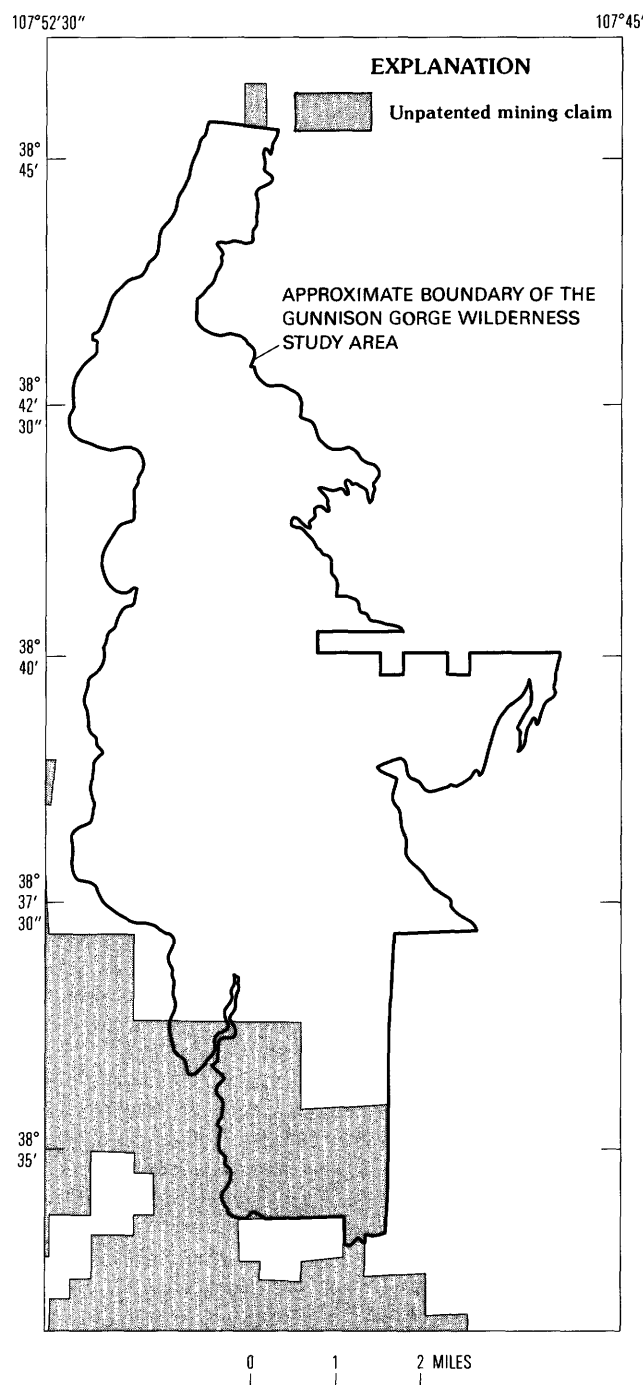 107°52'30"
107°45'
EXPLANATION
Unpatented mining claim
38°
45'
APPROXIMATE BOUNDARY OF THE
GUNNISON GORGE WILDERNESS
STUDY AREA
38°
42'
30"
38°
40'
38°
37'
30"
38°
35'
0 1 2 MILES